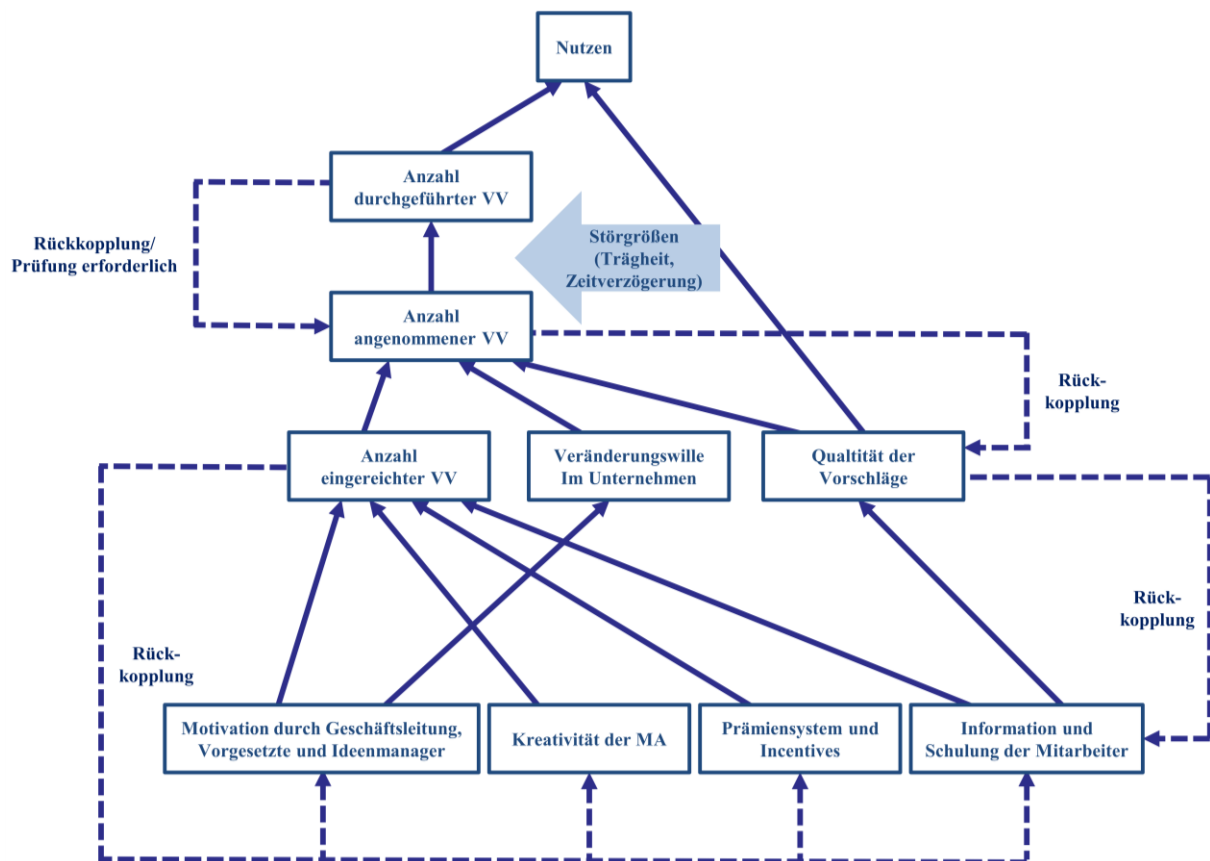 Nutzen
Anzahl
durchgeführter VV
Rückkopplung/
Prüfung erforderlich
Störgrößen
(Trägheit,
Zeitverzögerung)
Anzahl
angenommener VV
Rück-
kopplung
Anzahl
eingereichter VV
Veränderungswille
Im Unternehmen
Qualtität der
Vorschläge
Rück-
kopplung
Rück-
kopplung
Motivation durch Geschäftsleitung,
Vorgesetzte und Ideenmanager
Kreativität der MA
Prämiensystem und
Incentives
Information und
Schulung der Mitarbeiter